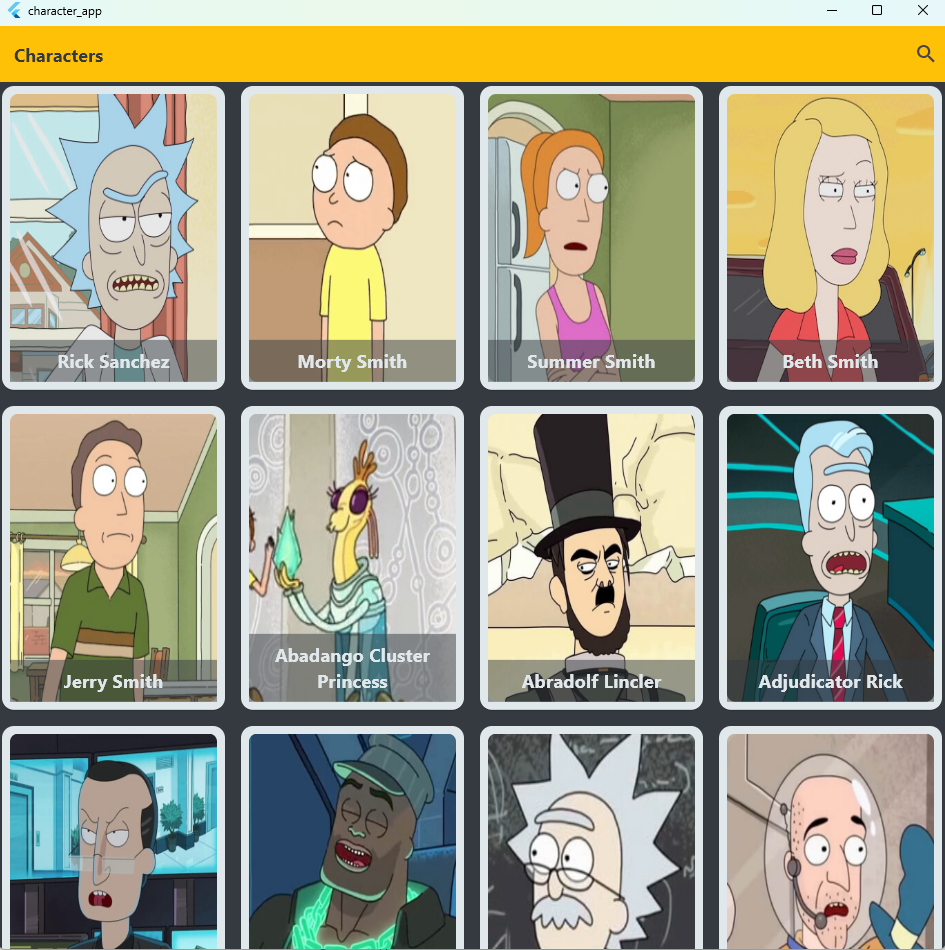 character_app
Characters
Rick Sanchez
Morty Smith
Summer Smith
Beth Smith
Jerry Smith
Abadango Cluster
Princess
Abradolf Lincler
Adjudicator Rick